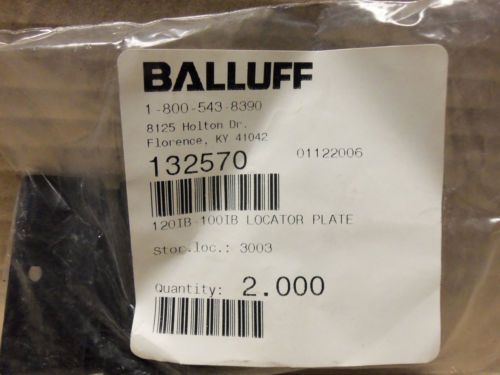 BALLUFF
1-800-543-8390
8125 Holton Dr.
Florence, KY 41042
132570 01122006
120IB-100IB LOCATOR PLATE
Stor.loc.: 3003
Quantity: 2.000